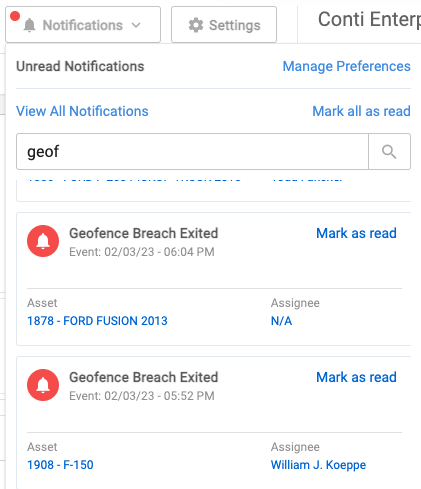 Notifications
Settings
Conti Enterp
Unread Notifications
Manage Preferences
View All Notifications
Mark all as read
geof
Geofence Breach Exited
Mark as read
Event: 02/03/23 - 06:04 PM
Asset
Assignee
1878 - FORD FUSION 2013
N/A
Geofence Breach Exited
Mark as read
Event: 02/03/23 - 05:52 PM
Asset
Assignee
1908 - F-150
William J. Koeppe